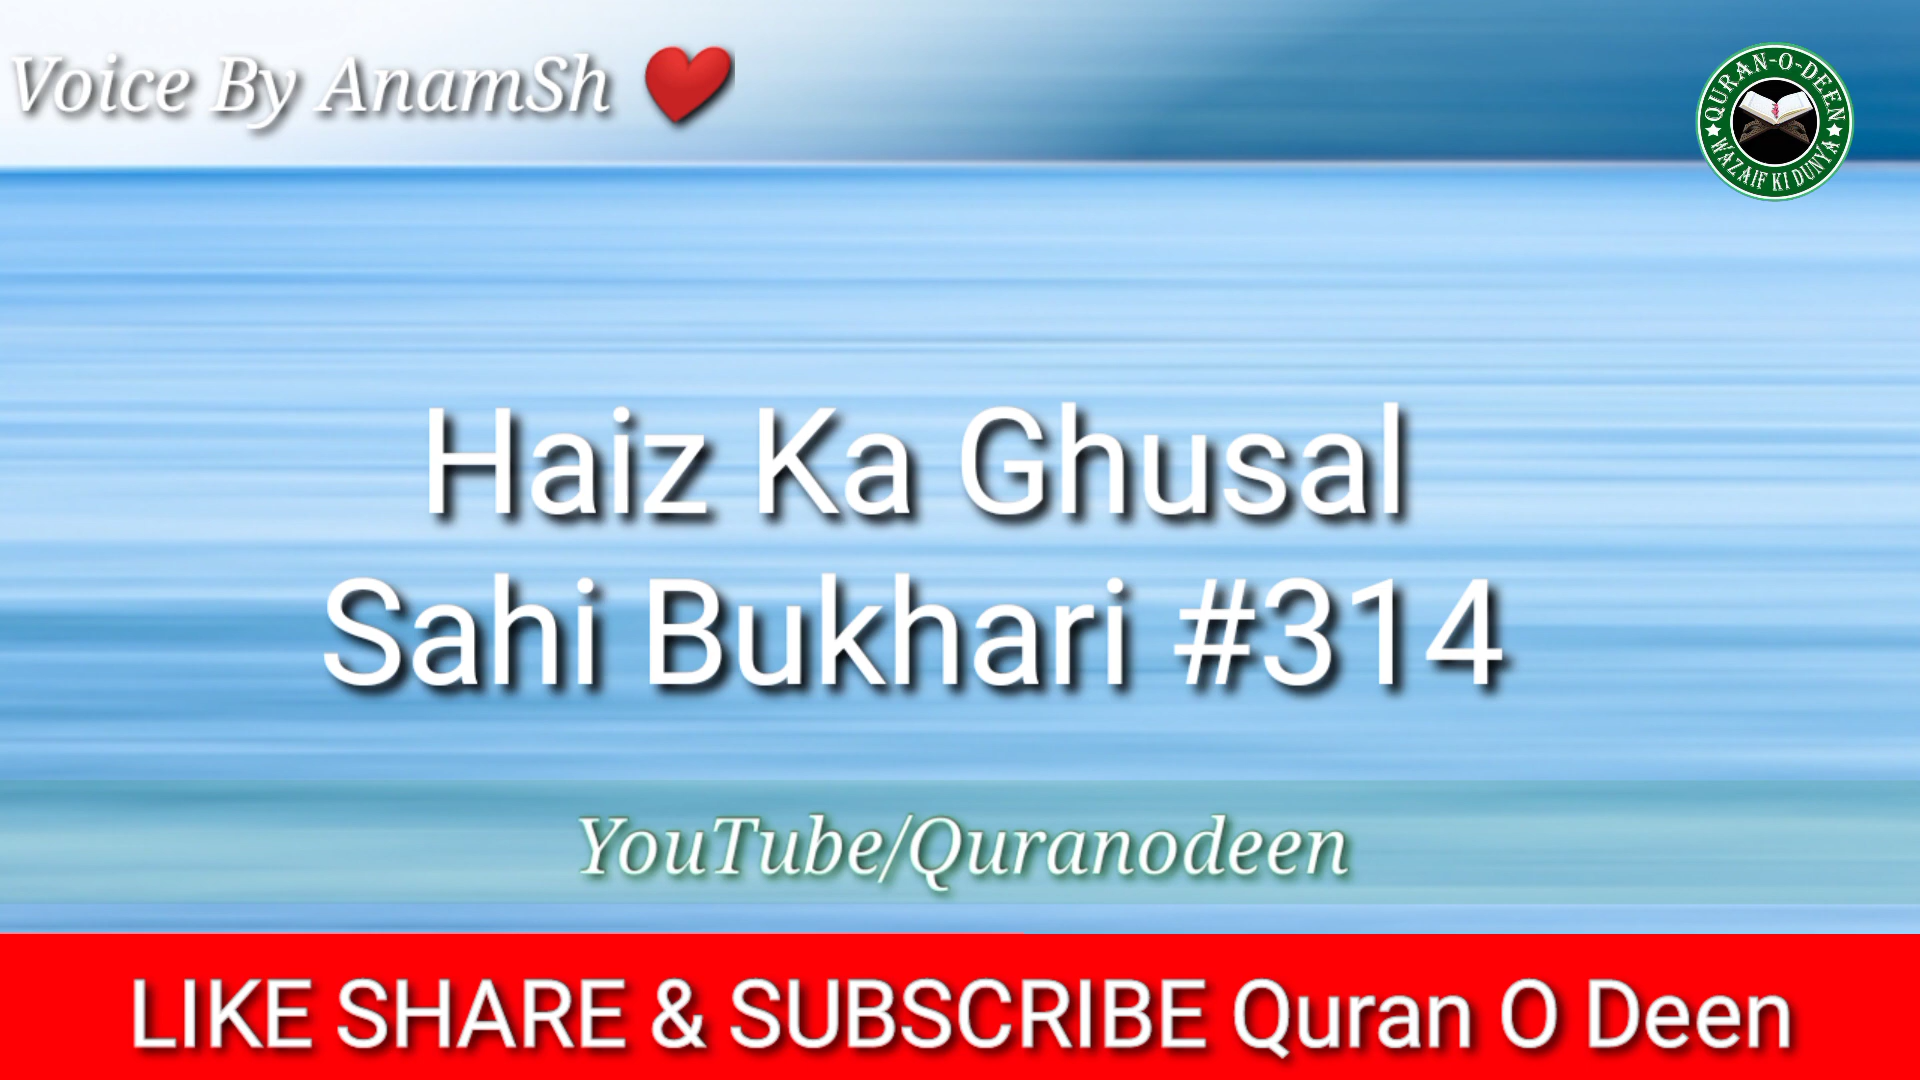 Voice By AnamSh ❤️
QURAN-O-DEEN
WAZAIF KI DUNYA
Haiz Ka Ghusal
Sahi Bukhari #314
YouTube/Quranodeen
LIKE SHARE & SUBSCRIBE Quran O Deen